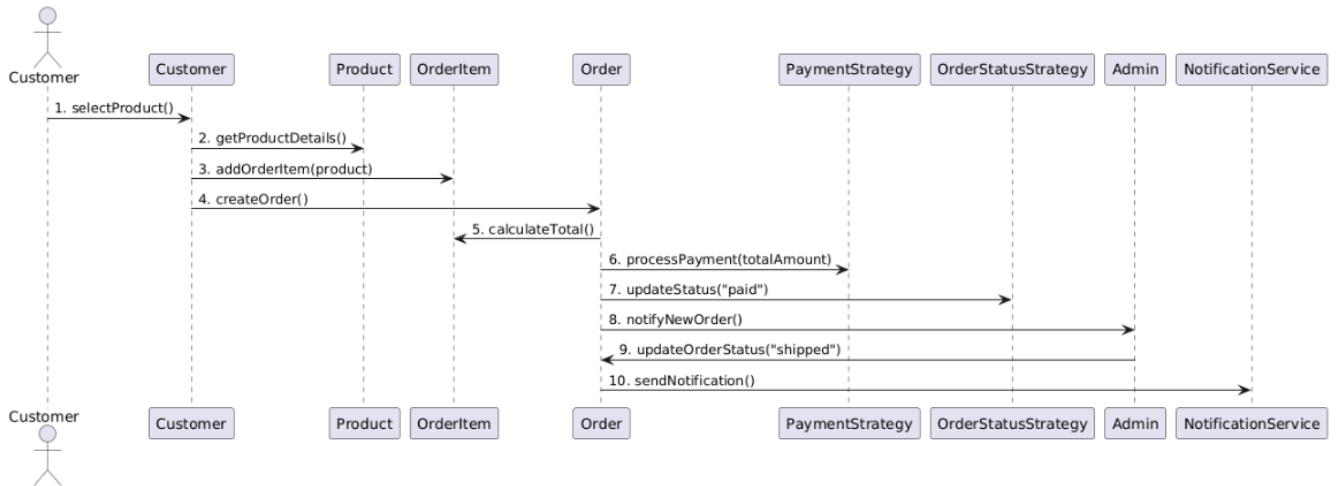 Customer
Customer Product OrderItem Order PaymentStrategy OrderStatusStrategy Admin NotificationService
1. selectProduct()
2. getProductDetails()
3. addOrderItem(product)
4. createOrder()
5. calculateTotal()
6. processPayment(totalAmount)
7. updateStatus("paid")
8. notifyNewOrder()
9. updateOrderStatus("shipped")
10. sendNotification()
Customer
Customer Product OrderItem Order PaymentStrategy OrderStatusStrategy Admin NotificationService